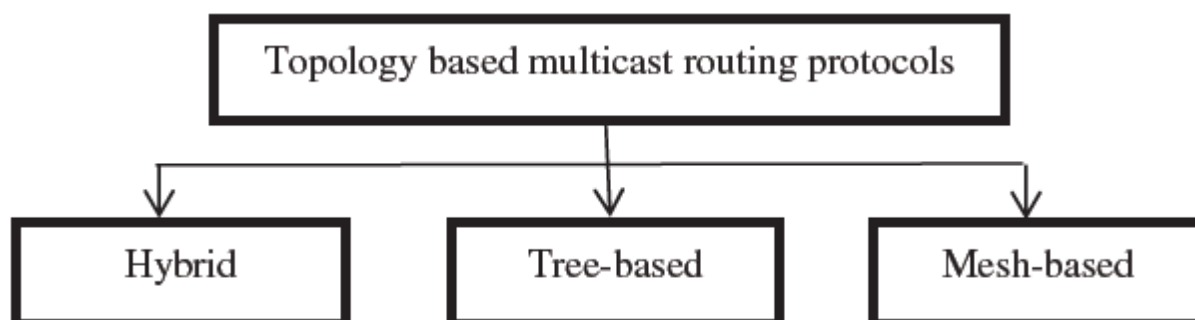 Topology based multicast routing protocols
Hybrid
Tree-based
Mesh-based